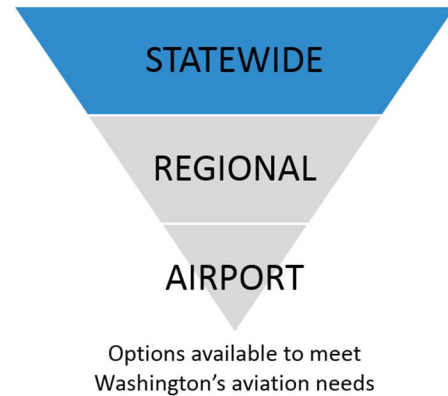 STATEWIDE
REGIONAL
AIRPORT
Options available to meet
Washington’s aviation needs